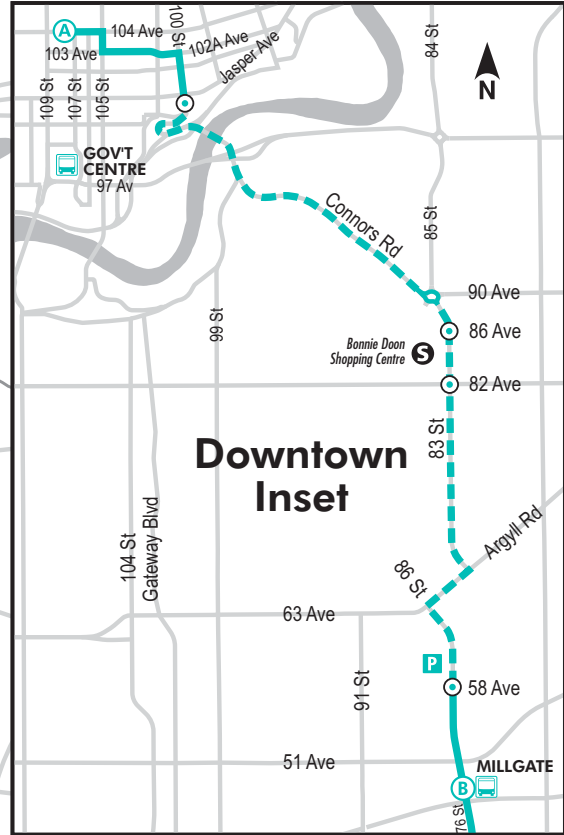 A
104 Ave
103 Ave
100 St
102A Ave
Jasper Ave
84 St
N
109 St
107 St
105 St
GOV'T
CENTRE
97 Av
Connors Rd
85 St
90 Ave
99 St
86 Ave
Bonnie Doon
Shopping Centre
S
82 Ave
83 St
Downtown
Inset
104 St
Gateway Blvd
Argyll Rd
86 St
63 Ave
P
91 St
58 Ave
51 Ave
MILLGATE
B
76 St